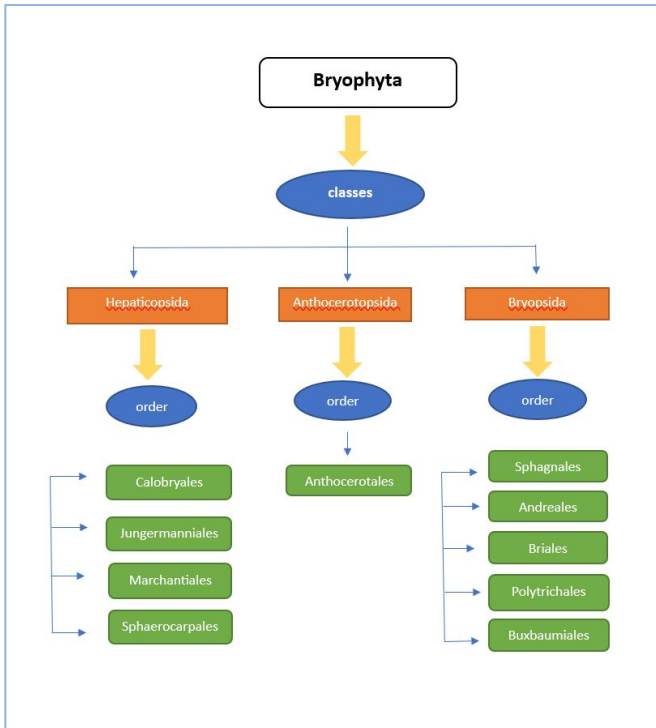 Bryophyta
classes
Hepaticopsida
Anthocerotopsida
Bryopsida
order
order
order
Calobryales
Jungermanniales
Marchantiales
Sphaerocarpales
Anthocerotales
Sphagnales
Andreales
Briales
Polytrichales
Buxbaumiales